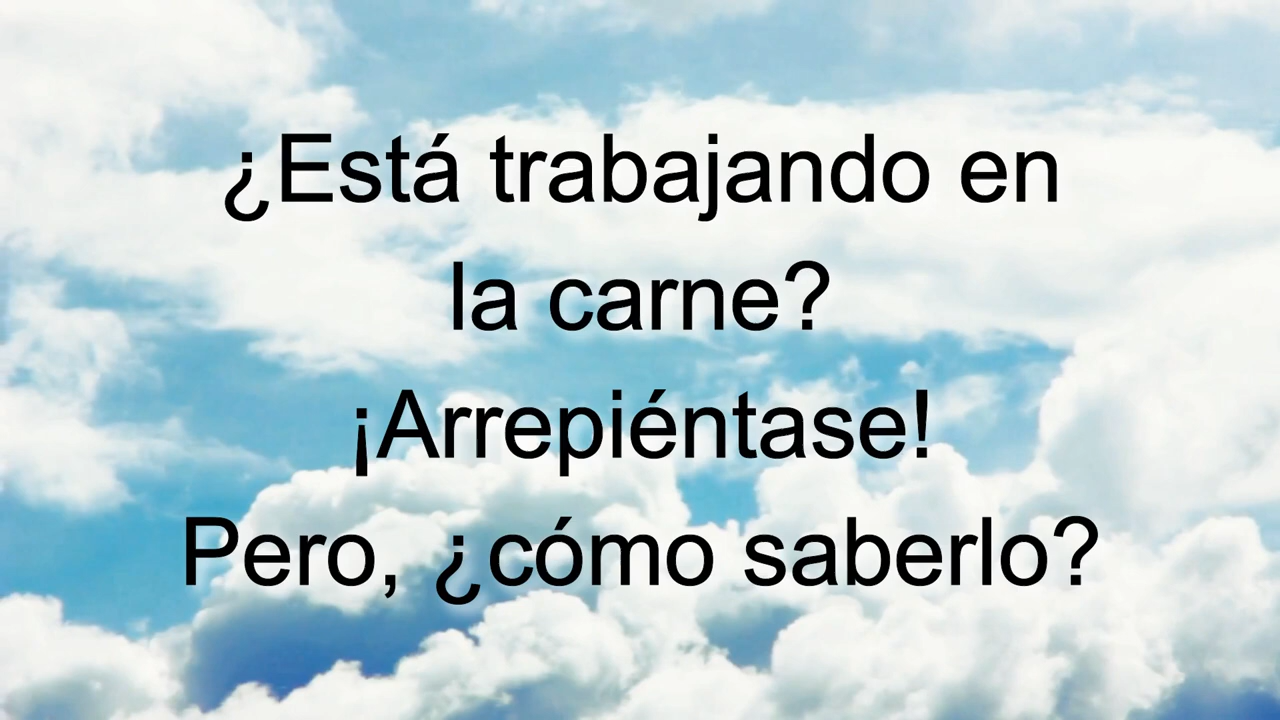 ¿Está trabajando en
la carne?
¡Arrepiéntase!
Pero, ¿cómo saberlo?